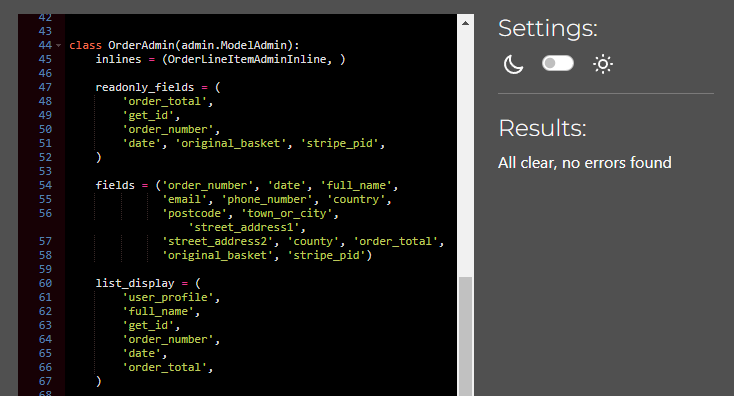 42
43
44 class OrderAdmin(admin.ModelAdmin):
45 inlines = (OrderLineItemAdminInline, )
46
47 readonly_fields = (
48 'order_total',
49 'get_id',
50 'order_number',
51 'date', 'original_basket', 'stripe_pid',
52 )
53
54 fields = ('order_number', 'date', 'full_name',
55 'email', 'phone_number', 'country',
56 'postcode', 'town_or_city',
'street_address1',
57 'street_address2', 'county', 'order_total',
58 'original_basket', 'stripe_pid')
59
60 list_display = (
61 'user_profile',
62 'full_name',
63 'get_id',
64 'order_number',
65 'date',
66 'order_total',
67 )
68
Settings:
Results:
All clear, no errors found